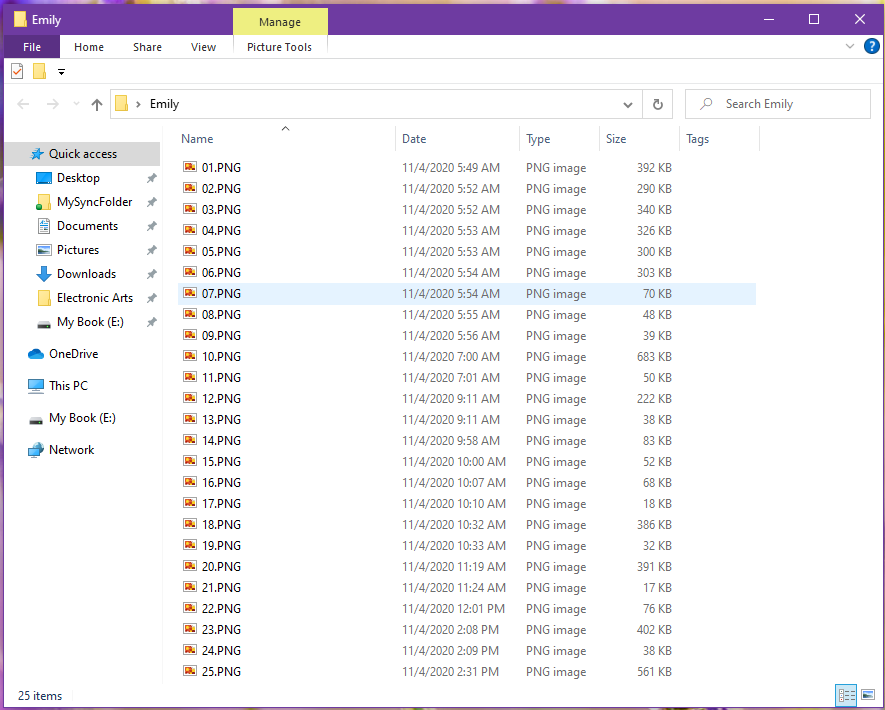 Emily
Manage
File Home Share View Picture Tools
?
Emily
Search Emily
Name Date Type Size Tags
Quick access
Desktop
MySyncFolder
Documents
Pictures
Downloads
Electronic Arts
My Book (E:)
OneDrive
This PC
My Book (E:)
Network
01.PNG 11/4/2020 5:49 AM PNG image 392 KB
02.PNG 11/4/2020 5:52 AM PNG image 290 KB
03.PNG 11/4/2020 5:52 AM PNG image 340 KB
04.PNG 11/4/2020 5:53 AM PNG image 326 KB
05.PNG 11/4/2020 5:53 AM PNG image 300 KB
06.PNG 11/4/2020 5:54 AM PNG image 303 KB
07.PNG 11/4/2020 5:54 AM PNG image 70 KB
08.PNG 11/4/2020 5:55 AM PNG image 48 KB
09.PNG 11/4/2020 5:56 AM PNG image 39 KB
10.PNG 11/4/2020 7:00 AM PNG image 683 KB
11.PNG 11/4/2020 7:01 AM PNG image 50 KB
12.PNG 11/4/2020 9:11 AM PNG image 222 KB
13.PNG 11/4/2020 9:11 AM PNG image 38 KB
14.PNG 11/4/2020 9:58 AM PNG image 83 KB
15.PNG 11/4/2020 10:00 AM PNG image 52 KB
16.PNG 11/4/2020 10:07 AM PNG image 68 KB
17.PNG 11/4/2020 10:10 AM PNG image 18 KB
18.PNG 11/4/2020 10:32 AM PNG image 386 KB
19.PNG 11/4/2020 10:33 AM PNG image 32 KB
20.PNG 11/4/2020 11:19 AM PNG image 391 KB
21.PNG 11/4/2020 11:24 AM PNG image 17 KB
22.PNG 11/4/2020 12:01 PM PNG image 76 KB
23.PNG 11/4/2020 2:08 PM PNG image 402 KB
24.PNG 11/4/2020 2:09 PM PNG image 38 KB
25.PNG 11/4/2020 2:31 PM PNG image 561 KB
25 items